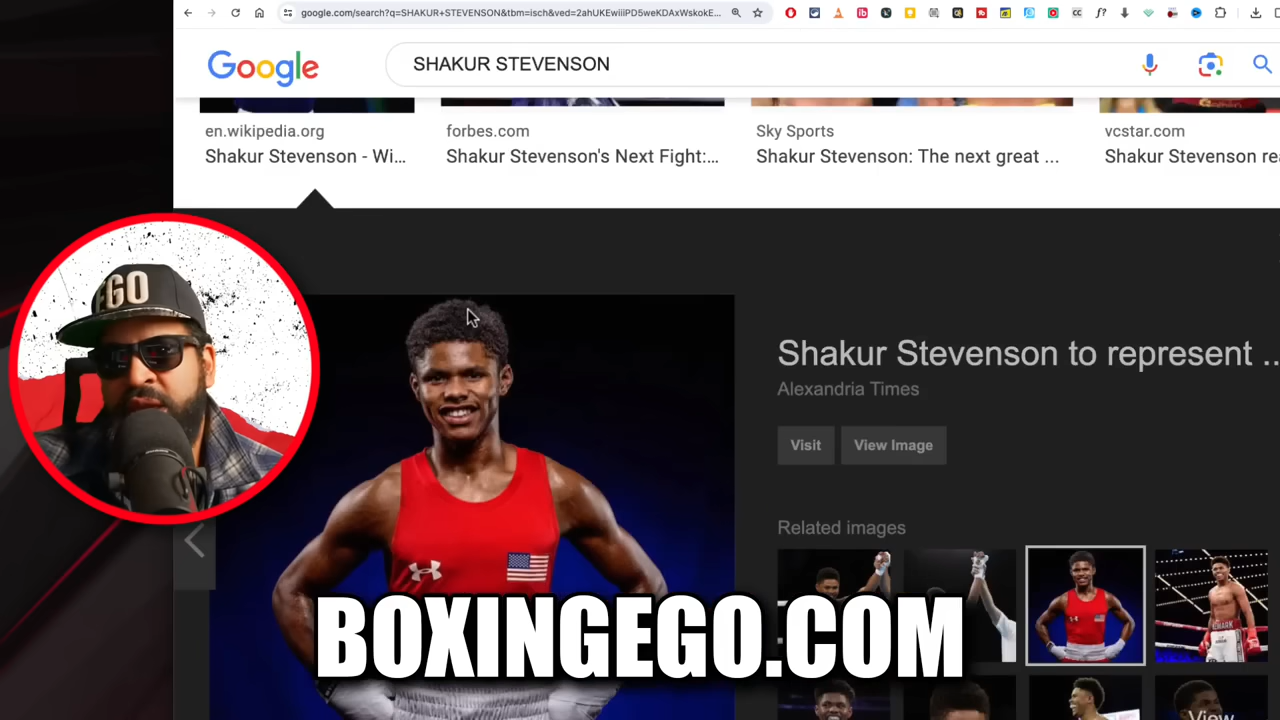 google.com/search?q=SHAKUR+STEVENSON&tbm=isch&ved=2ahUKEwiilPD5weKDAxWskokE...
Google
SHAKUR STEVENSON
en.wikipedia.org
Shakur Stevenson - Wi...
forbes.com
Shakur Stevenson's Next Fight:...
Sky Sports
Shakur Stevenson: The next great ...
vcstar.com
Shakur Stevenson re
EGO
Shakur Stevenson to represent ...
Alexandria Times
Visit
View Image
Related images
BOXINGEGO.COM
View